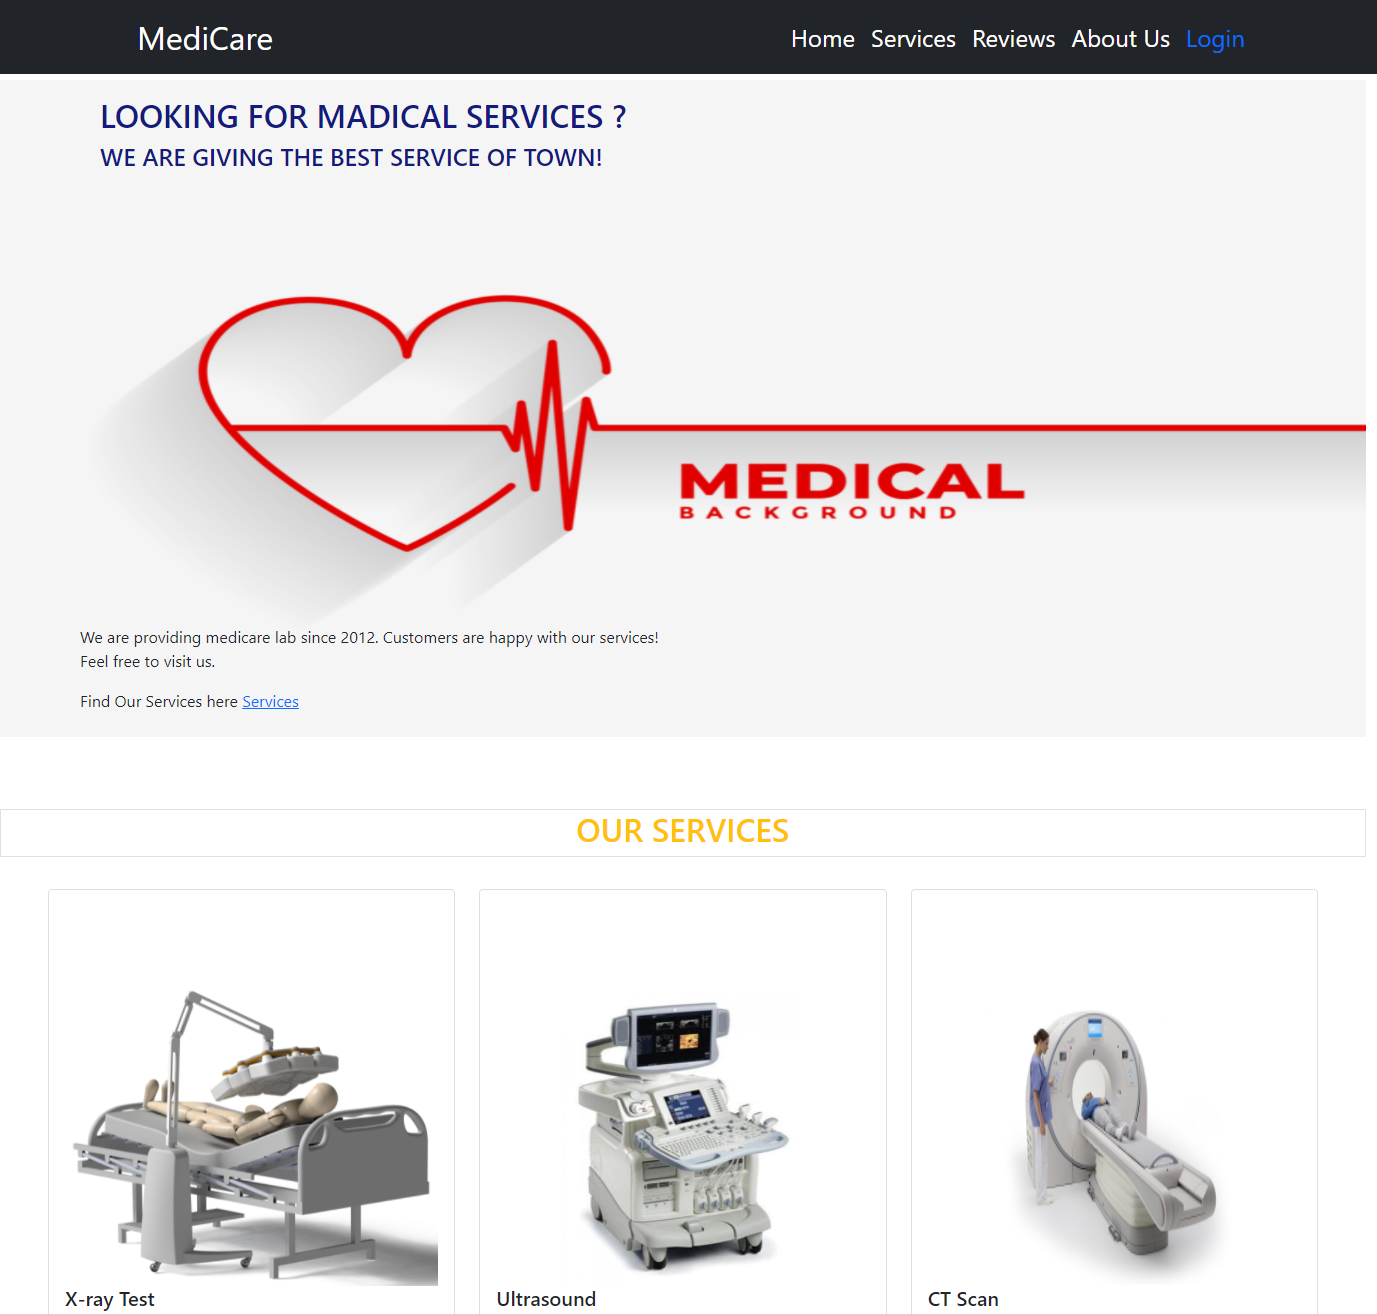 MediCare
Home Services Reviews About Us Login
LOOKING FOR MADICAL SERVICES ?
WE ARE GIVING THE BEST SERVICE OF TOWN!
MEDICAL
BACKGROUND
We are providing medicare lab since 2012. Customers are happy with our services!
Feel free to visit us.
Find Our Services here Services
OUR SERVICES
X-ray Test
Ultrasound
CT Scan